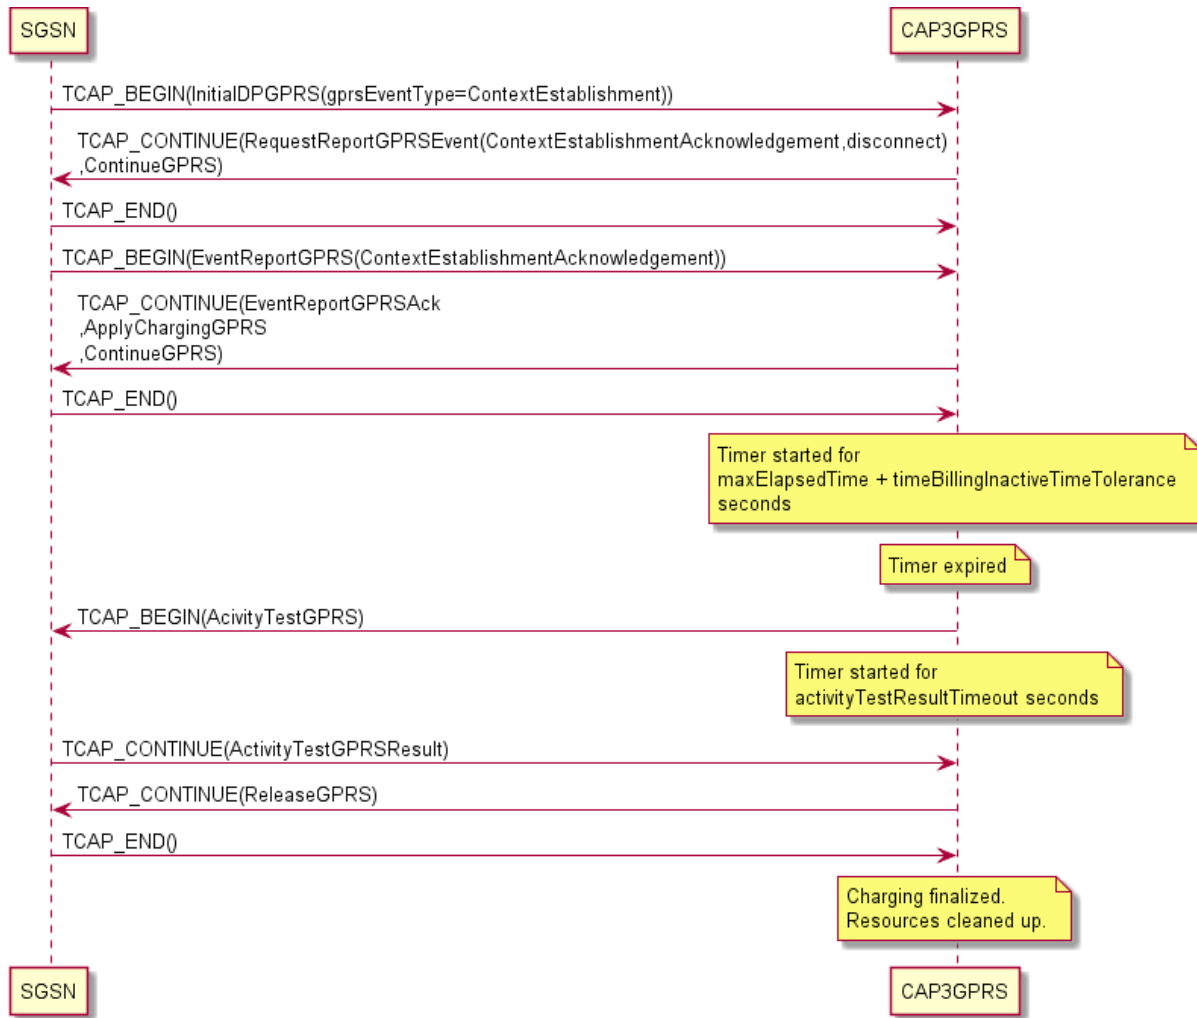 SGSN
CAP3GPRS
TCAP_BEGIN(InitialDPGPRS(gprsEventType=ContextEstablishment))
TCAP_CONTINUE(RequestReportGPRSEvent(ContextEstablishmentAcknowledgement,disconnect)
,ContinueGPRS)
TCAP_END()
TCAP_BEGIN(EventReportGPRS(ContextEstablishmentAcknowledgement))
TCAP_CONTINUE(EventReportGPRSAck
,ApplyChargingGPRS
,ContinueGPRS)
TCAP_END()
Timer started for
maxElapsedTime + timeBillingInactiveTimeTolerance
seconds
Timer expired
TCAP_BEGIN(AcivityTestGPRS)
Timer started for
activityTestResultTimeout seconds
TCAP_CONTINUE(ActivityTestGPRSResult)
TCAP_CONTINUE(ReleaseGPRS)
TCAP_END()
Charging finalized.
Resources cleaned up.
SGSN
CAP3GPRS